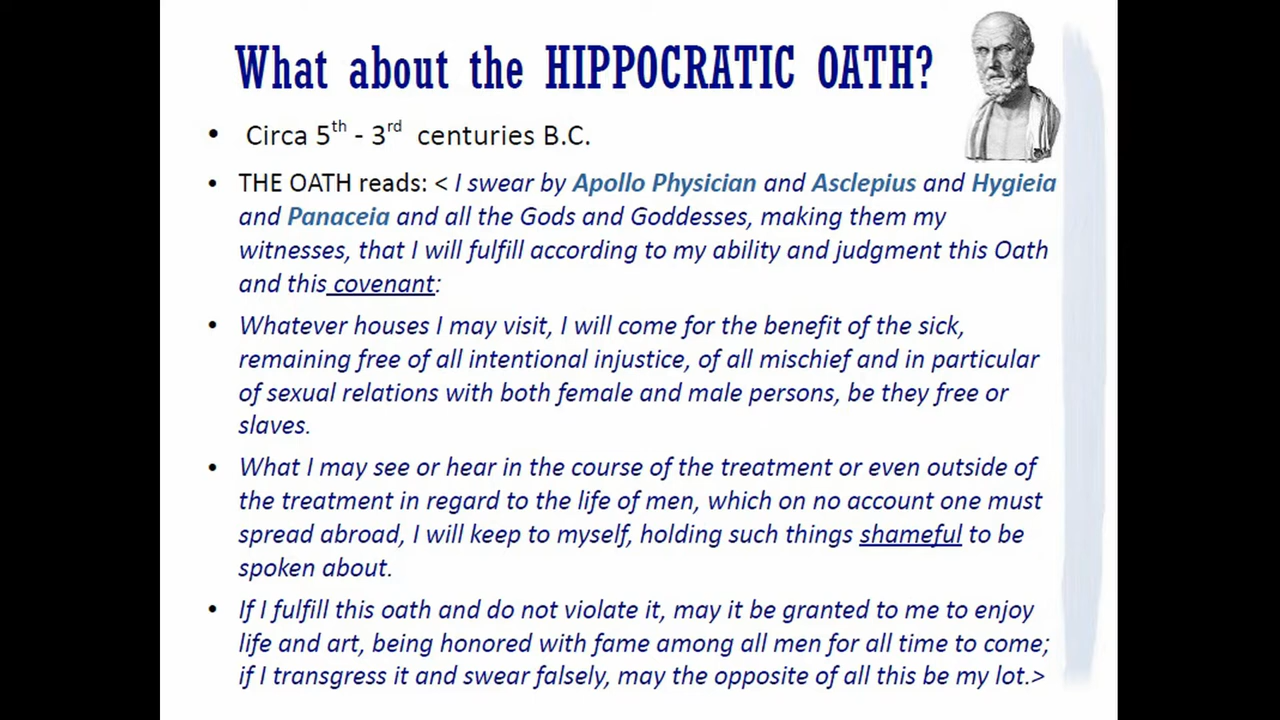 What about the HIPPOCRATIC OATH?
• Circa 5th - 3rd centuries B.C.
• THE OATH reads: < I swear by Apollo Physician and Asclepius and Hygieia
and Panaceia and all the Gods and Goddesses, making them my
witnesses, that I will fulfill according to my ability and judgment this Oath
and this covenant:
• Whatever houses I may visit, I will come for the benefit of the sick,
remaining free of all intentional injustice, of all mischief and in particular
of sexual relations with both female and male persons, be they free or
slaves.
• What I may see or hear in the course of the treatment or even outside of
the treatment in regard to the life of men, which on no account one must
spread abroad, I will keep to myself, holding such things shameful to be
spoken about.
• If I fulfill this oath and do not violate it, may it be granted to me to enjoy
life and art, being honored with fame among all men for all time to come;
if I transgress it and swear falsely, may the opposite of all this be my lot.>